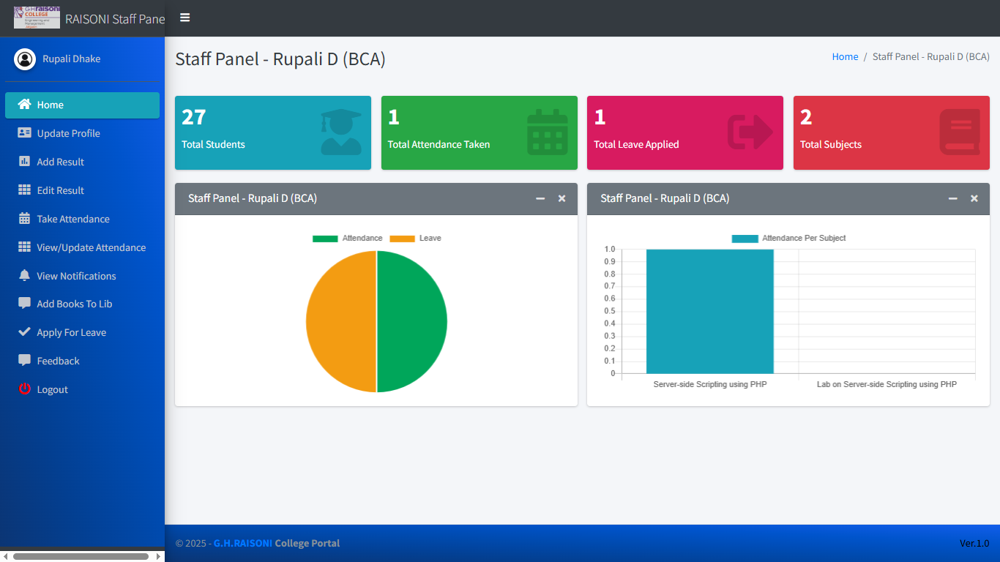 GHraisoni
COLLEGE
Engineering and
Management
Jalgaon
RAISONI Staff Pane
Rupali Dhake
Home
Update Profile
Add Result
Edit Result
Take Attendance
View/Update Attendance
View Notifications
Add Books To Lib
Apply For Leave
Feedback
Logout
Staff Panel - Rupali D (BCA)
Home / Staff Panel - Rupali D (BCA)
27
Total Students
1
Total Attendance Taken
1
Total Leave Applied
2
Total Subjects
Staff Panel - Rupali D (BCA)
Attendance Leave
Staff Panel - Rupali D (BCA)
Attendance Per Subject
1.0
0.9
0.8
0.7
0.6
0.5
0.4
0.3
0.2
0.1
0
Server-side Scripting using PHP Lab on Server-side Scripting using PHP
© 2025 - G.H.RAISONI College Portal
Ver.1.0